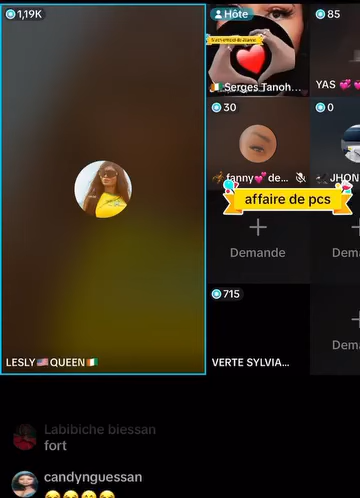 1,19K
Hôte
85
Serges Tanoh...
YAS
30
0
fanny💞de...
JHON
affaire de pcs
Demande
Dema
715
LESLY🇺🇸QUEEN🇨🇮
VERTE SYLVIA...
Dema
Labibiche biessan
fort
candynguessan